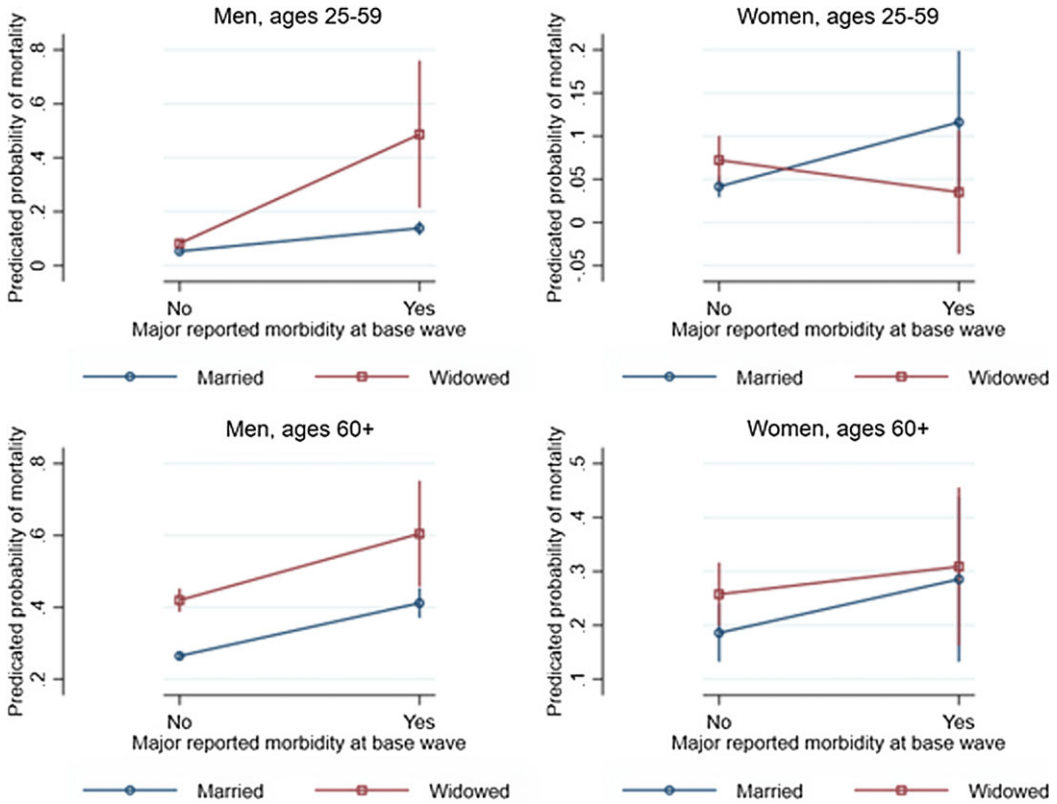 Men, ages 25-59
Predicated probability of mortality
.8
.6
.4
.2
0
No Yes
Major reported morbidity at base wave
Married Widowed
Women, ages 25-59
Predicated probability of mortality
.2
.15
.1
.05
0
-.05
No Yes
Major reported morbidity at base wave
Married Widowed
Men, ages 60+
Predicated probability of mortality
.8
.6
.4
.2
No Yes
Major reported morbidity at base wave
Married Widowed
Women, ages 60+
Predicated probability of mortality
.5
.4
.3
.2
.1
No Yes
Major reported morbidity at base wave
Married Widowed